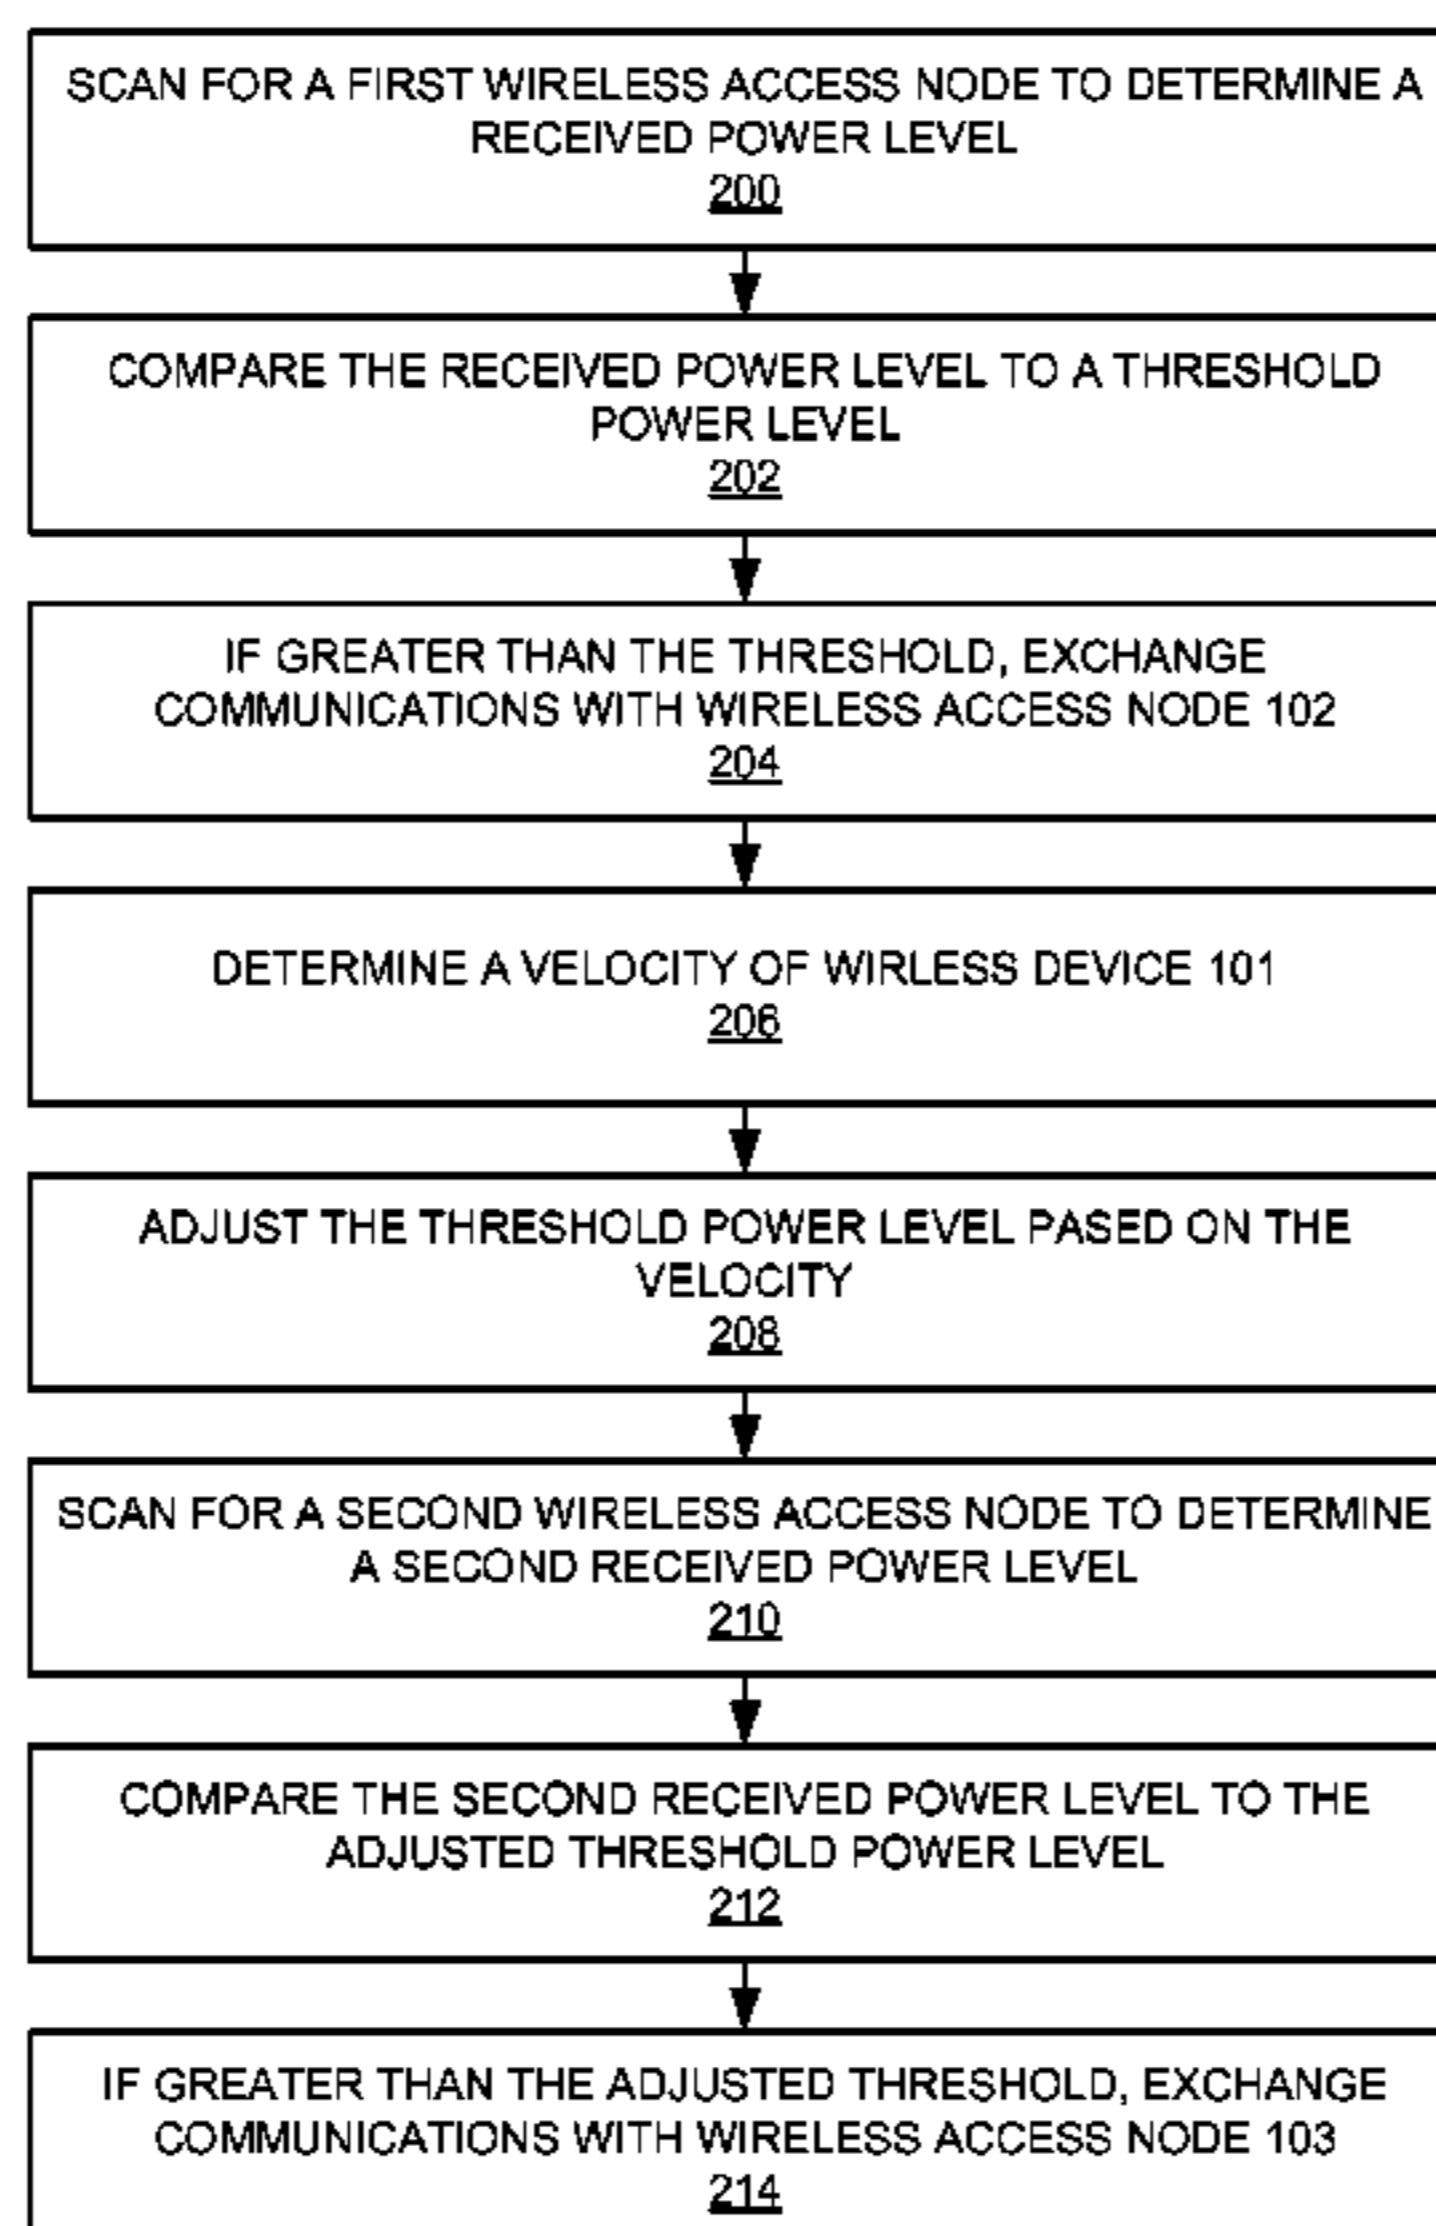 SCAN FOR A FIRST WIRELESS ACCESS NODE TO DETERMINE A
RECEIVED POWER LEVEL
200
COMPARE THE RECEIVED POWER LEVEL TO A THRESHOLD
POWER LEVEL
202
IF GREATER THAN THE THRESHOLD, EXCHANGE
COMMUNICATIONS WITH WIRELESS ACCESS NODE 102
204
DETERMINE A VELOCITY OF WIRLESS DEVICE 101
206
ADJUST THE THRESHOLD POWER LEVEL PASED ON THE
VELOCITY
208
SCAN FOR A SECOND WIRELESS ACCESS NODE TO DETERMINE
A SECOND RECEIVED POWER LEVEL
210
COMPARE THE SECOND RECEIVED POWER LEVEL TO THE
ADJUSTED THRESHOLD POWER LEVEL
212
IF GREATER THAN THE ADJUSTED THRESHOLD, EXCHANGE
COMMUNICATIONS WITH WIRELESS ACCESS NODE 103
214